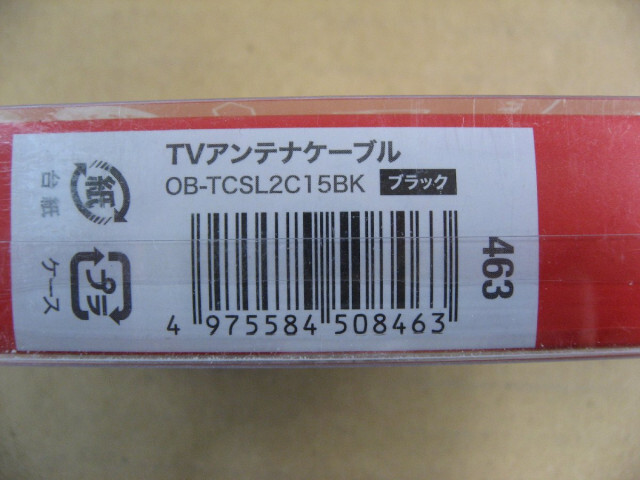 TVアンテナケーブル
OB-TCSL2C15BK ブラック
紙
台紙
プラ
ケース
463
4 975584 508463